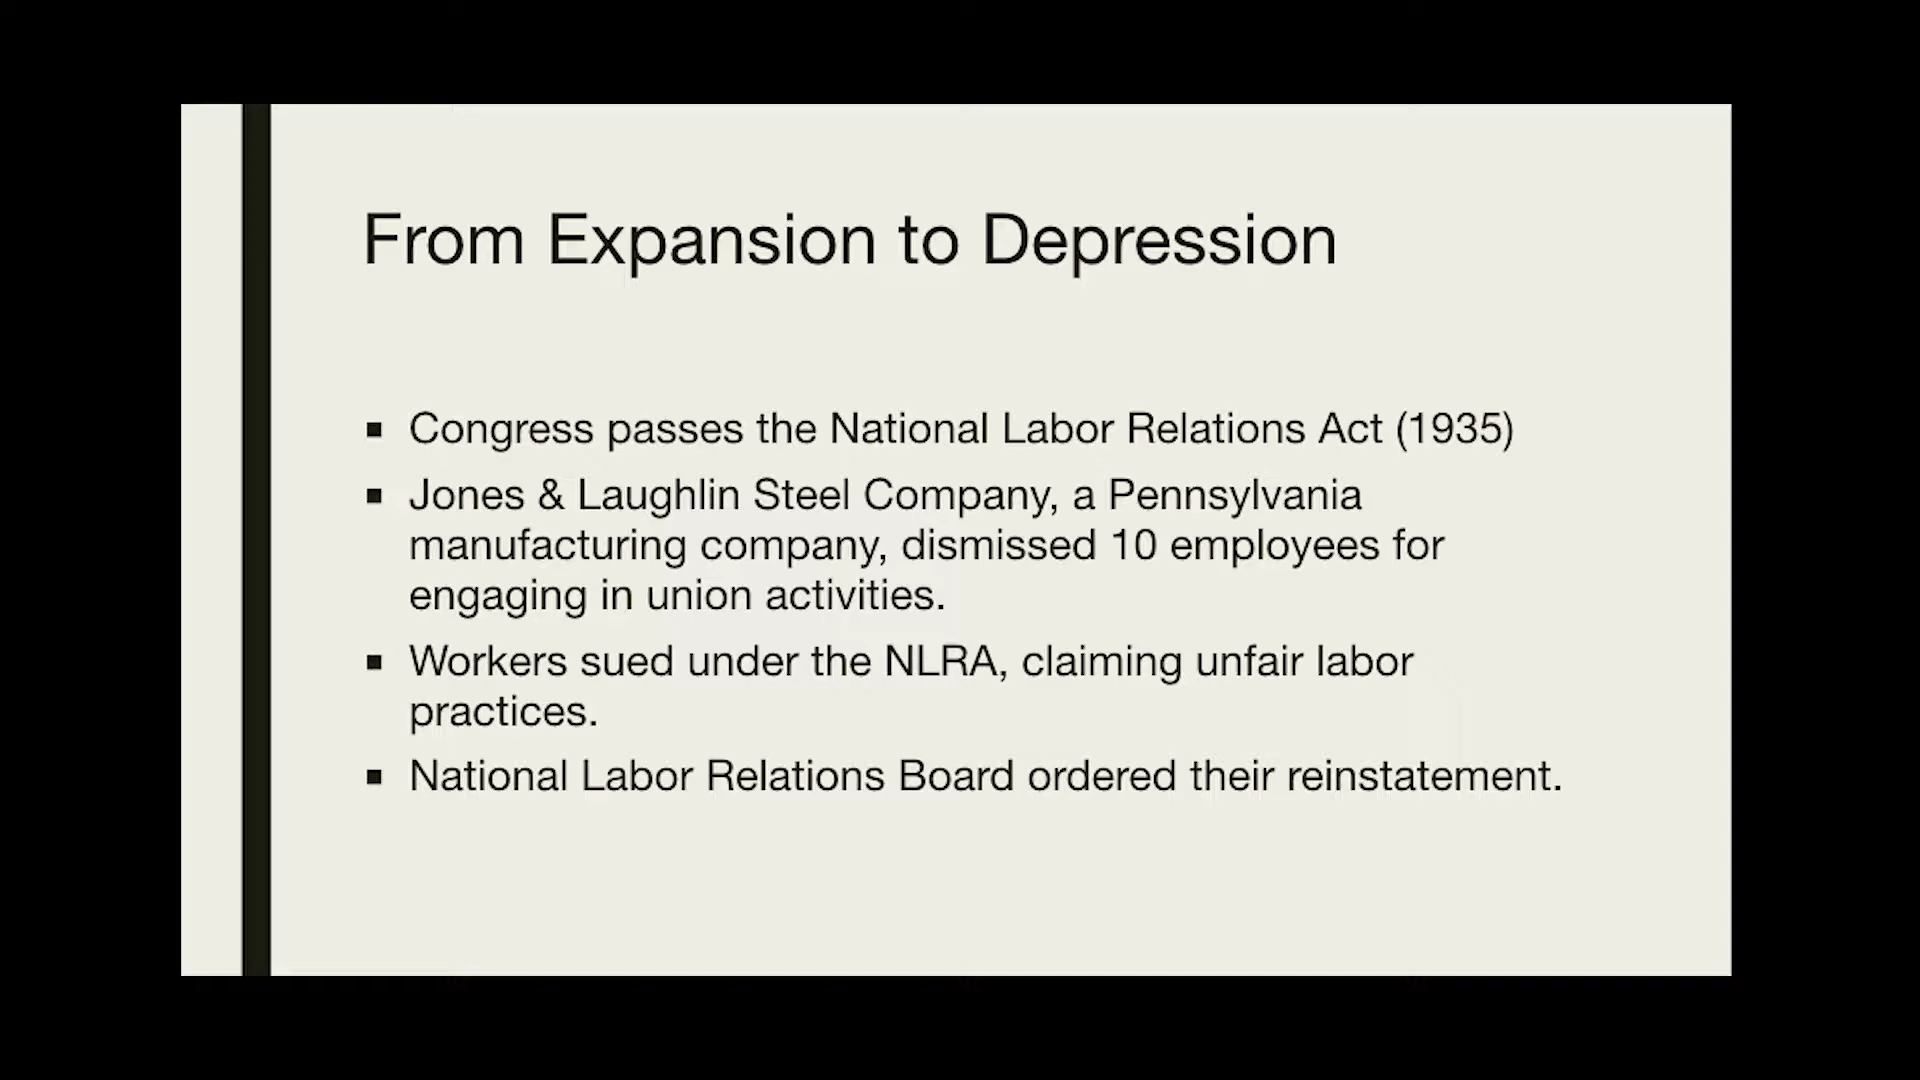 From Expansion to Depression
▪ Congress passes the National Labor Relations Act (1935)
▪ Jones & Laughlin Steel Company, a Pennsylvania
manufacturing company, dismissed 10 employees for
engaging in union activities.
▪ Workers sued under the NLRA, claiming unfair labor
practices.
▪ National Labor Relations Board ordered their reinstatement.